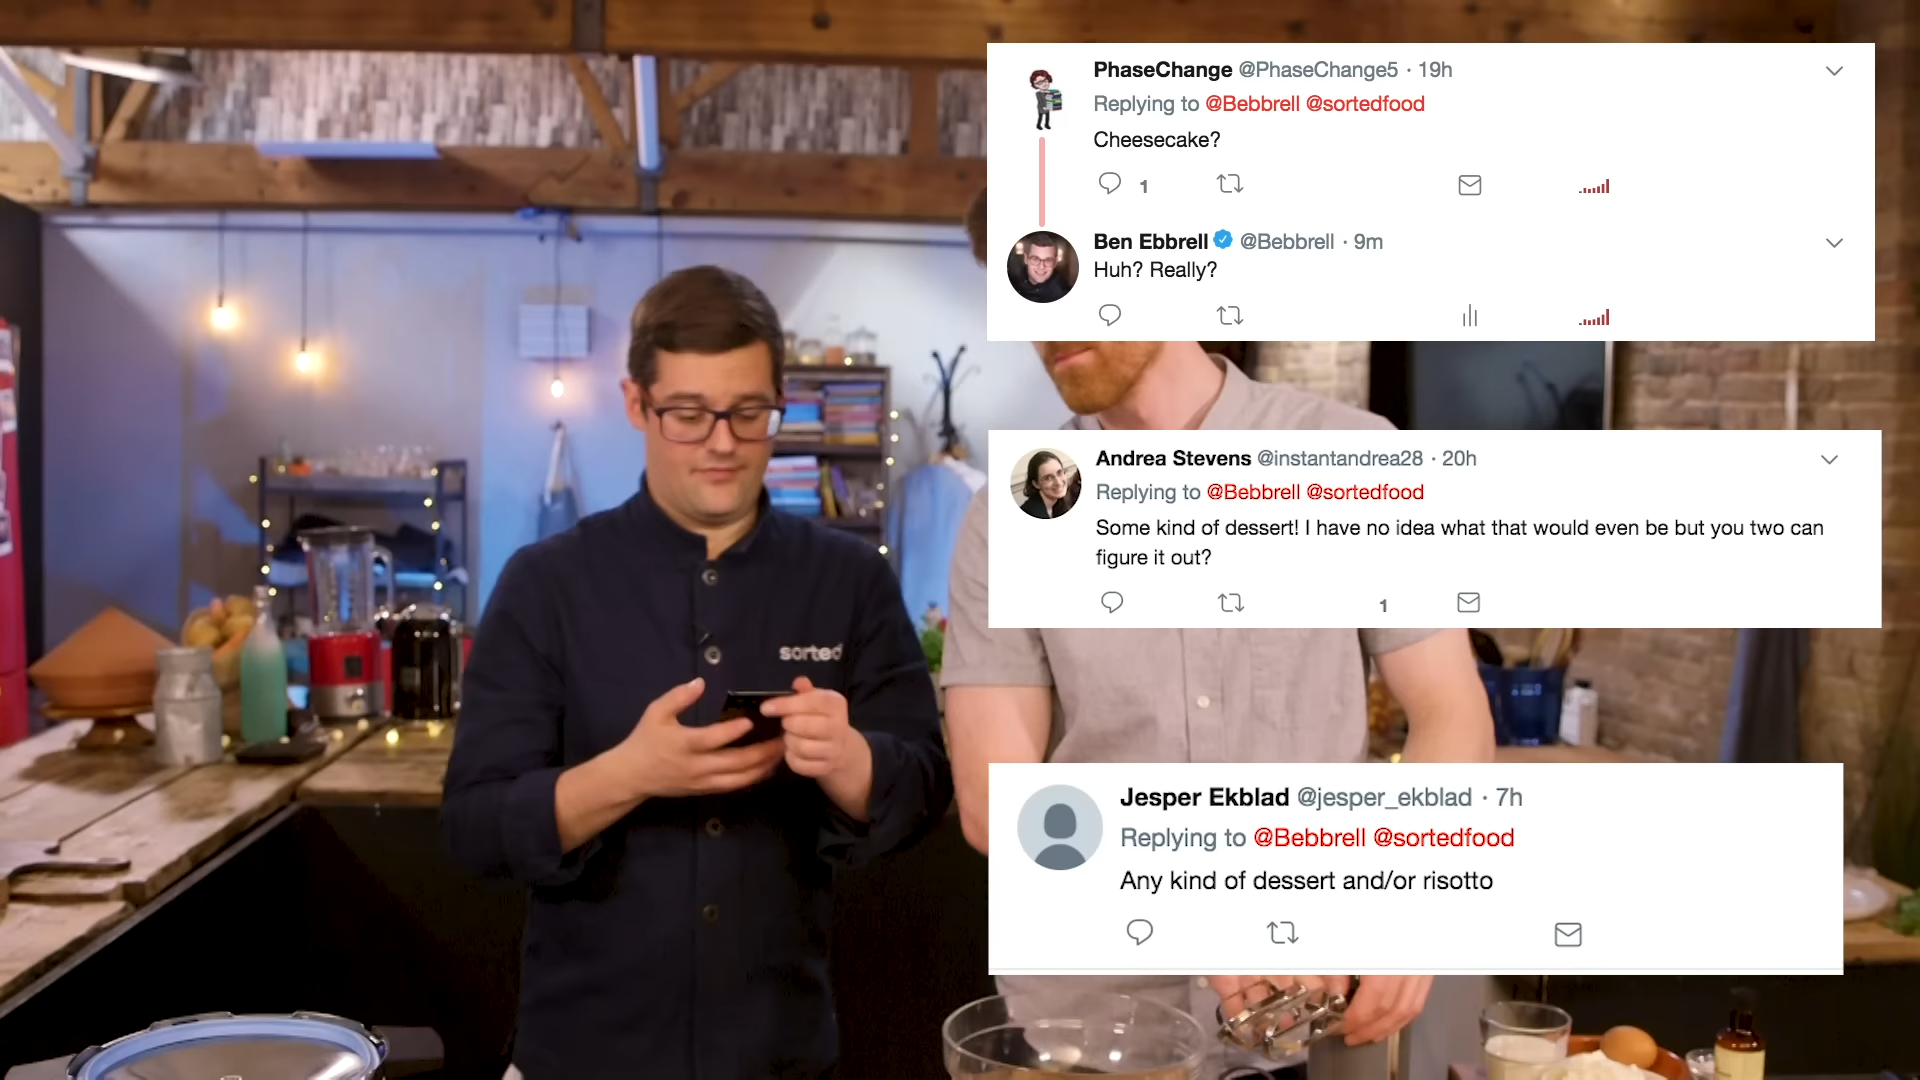 PhaseChange @PhaseChange5 · 19h
Replying to @Bebbrell @sortedfood
Cheesecake?
1
Ben Ebbrell @Bebbrell · 9m
Huh? Really?
Andrea Stevens @instantandrea28 · 20h
Replying to @Bebbrell @sortedfood
Some kind of dessert! I have no idea what that would even be but you two can
figure it out?
1
sorted
Jesper Ekblad @jesper_ekblad · 7h
Replying to @Bebbrell @sortedfood
Any kind of dessert and/or risotto